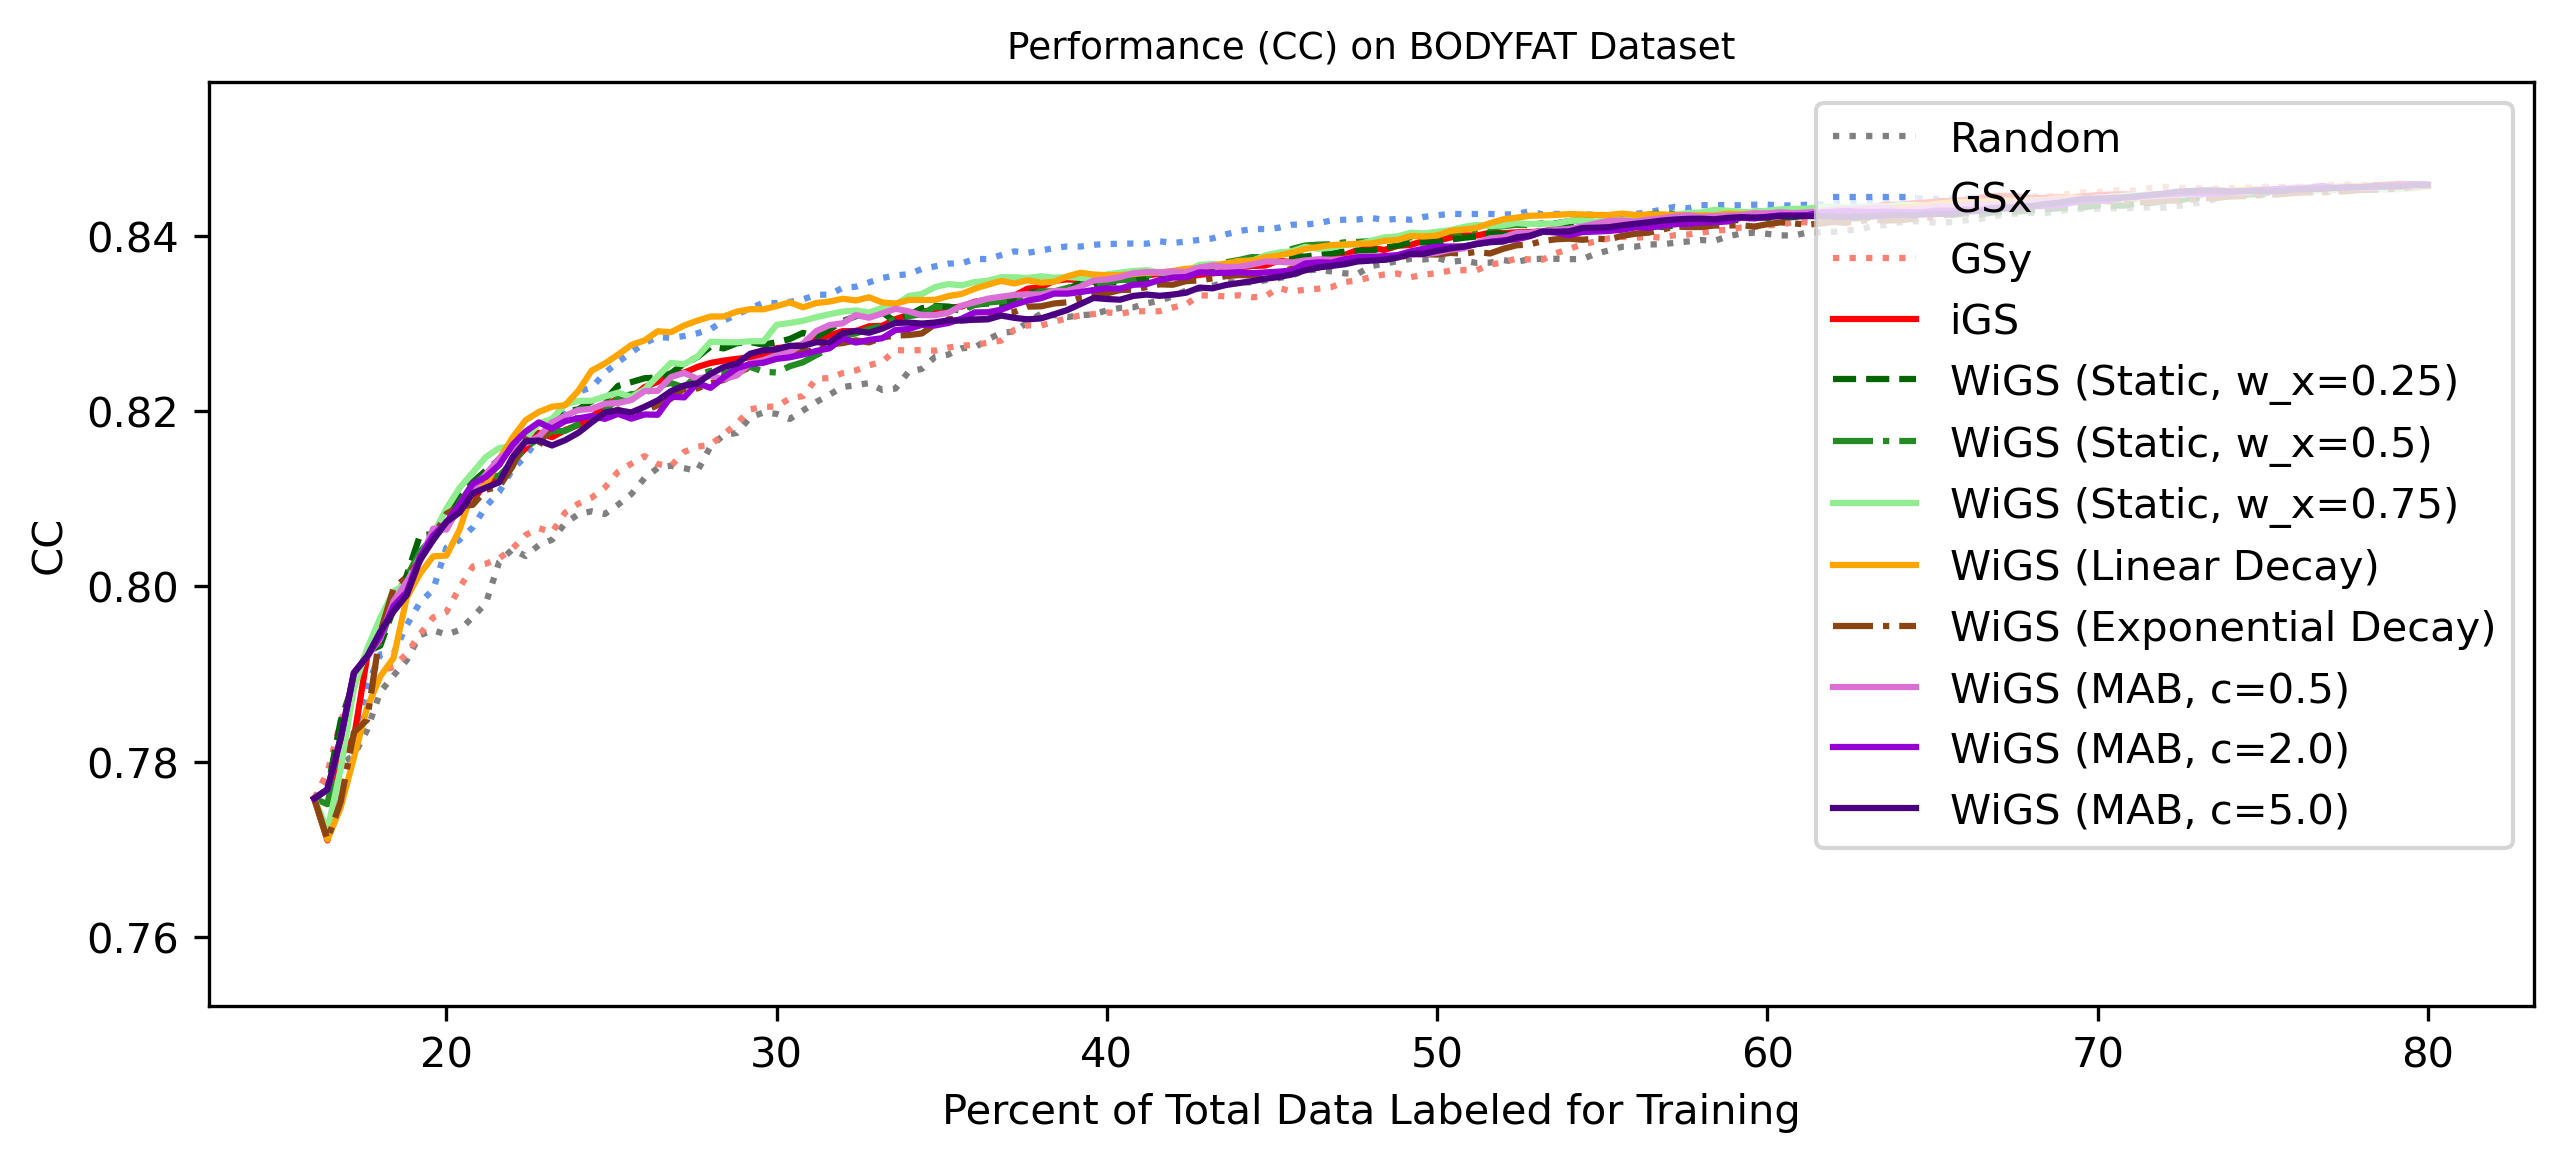 Performance (CC) on BODYFAT Dataset
Random
GSx
GSy
iGS
WiGS (Static, w_x=0.25)
WiGS (Static, w_x=0.5)
WiGS (Static, w_x=0.75)
WiGS (Linear Decay)
WiGS (Exponential Decay)
WiGS (MAB, c=0.5)
WiGS (MAB, c=2.0)
WiGS (MAB, c=5.0)
CC
0.84
0.82
0.80
0.78
0.76
20 30 40 50 60 70 80
Percent of Total Data Labeled for Training